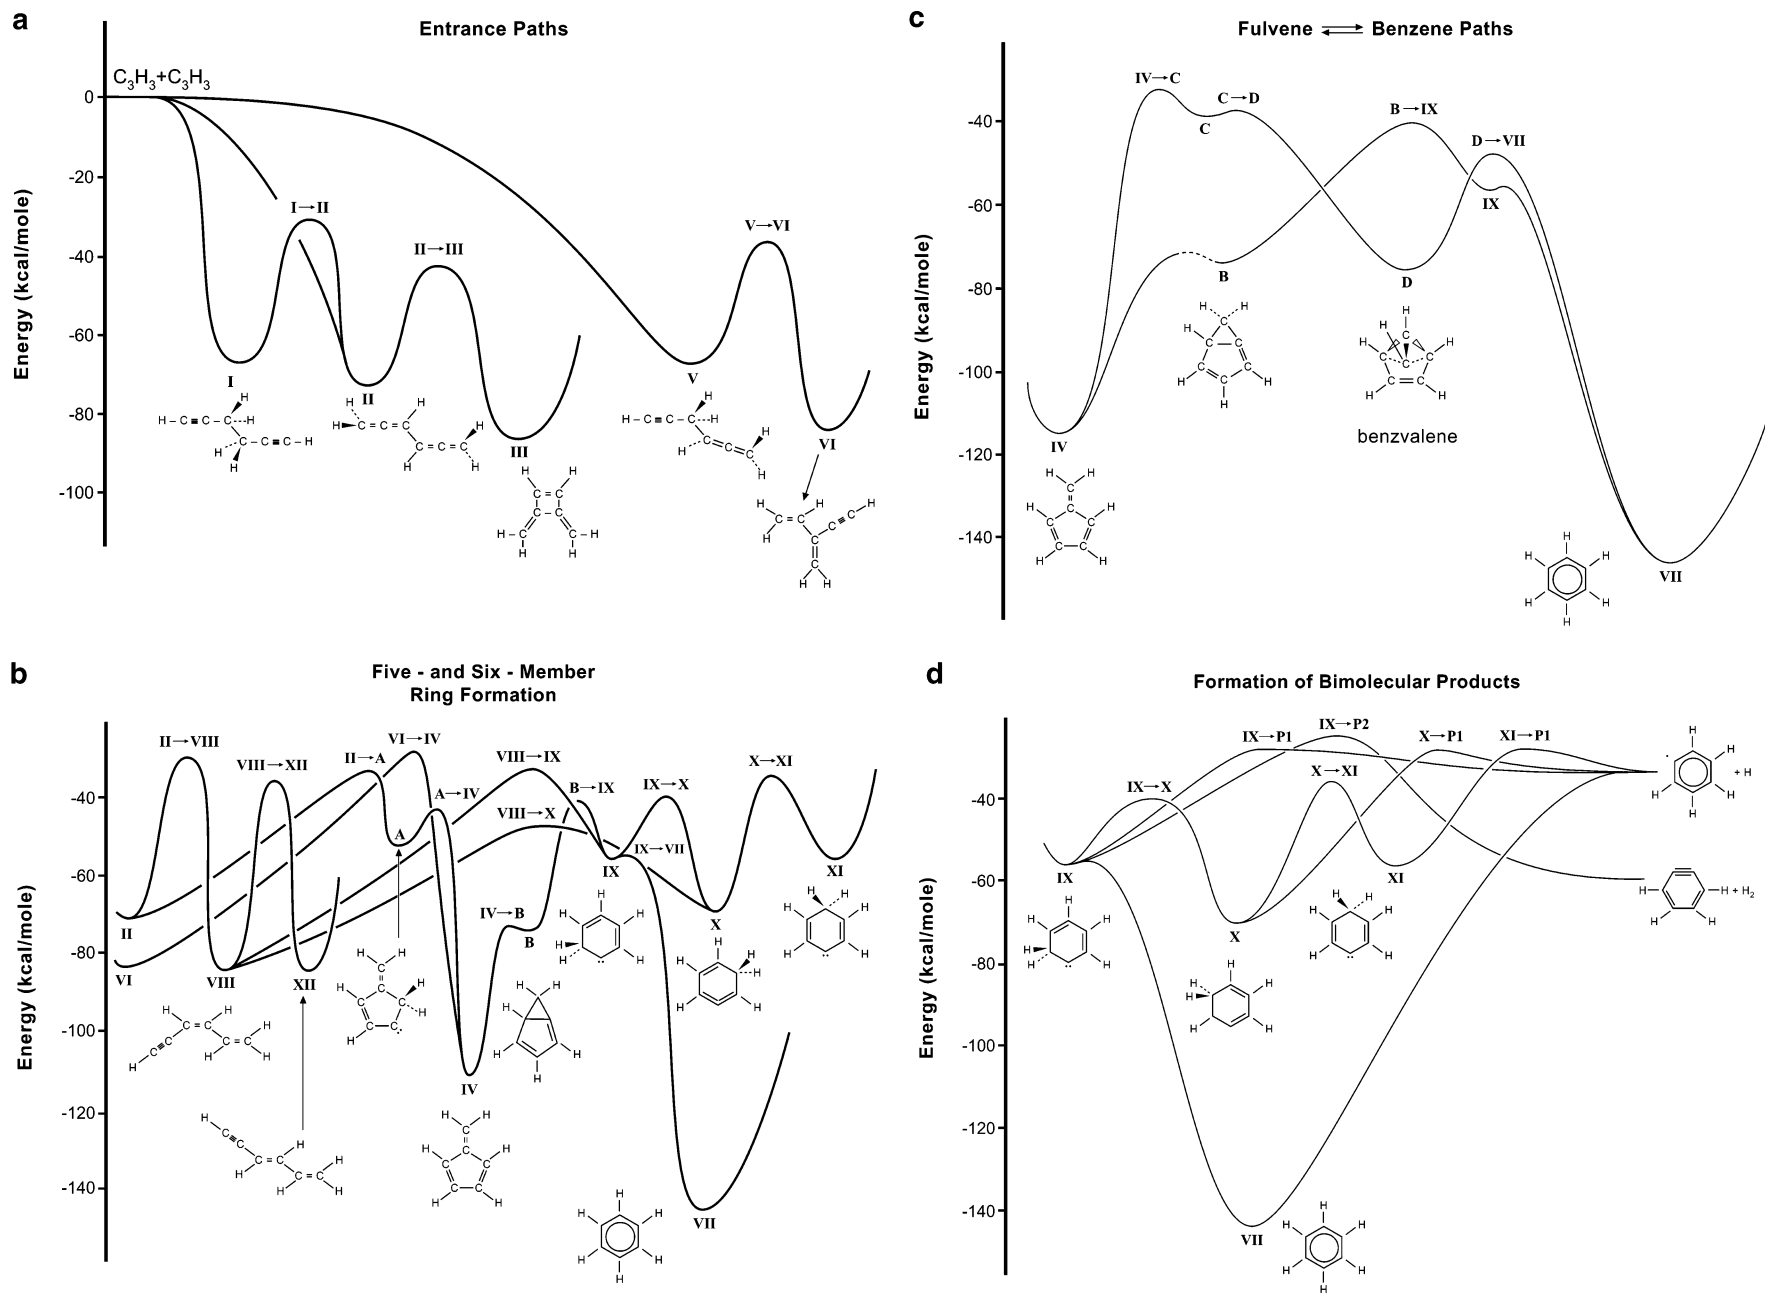 a
Entrance Paths
C3H3+C3H3
0
-20
-40
-60
-80
-100
Energy (kcal/mole)
I→II
II→III
V→VI
I
II
III
V
VI
H–C≡C–C H H
H C–C≡C–H H
H H C=C=C H
H C=C=C H H
H H
C=C
C–C
H–C C–H
H H
H–C≡C–C H H
H C=C=C H H
H H C–H
C=C C≡C
H C
C
H H
c
Fulvene ⇌ Benzene Paths
-40
-60
-80
-100
-120
-140
Energy (kcal/mole)
IV→C
C→D
B→IX
D→VII
C
IX
B
D
IV
VII
benzvalene
b
Five - and Six - Member
Ring Formation
-40
-60
-80
-100
-120
-140
Energy (kcal/mole)
II→VIII
VIII→XII
II→A
VI→IV
A→IV
VIII→IX
VIII→X
B→IX
IX→X
X→XI
IX→VII
IV→B
A
II
VI
VIII
XII
IV
B
IX
X
XI
VII
d
Formation of Bimolecular Products
-40
-60
-80
-100
-120
-140
Energy (kcal/mole)
IX→P1
IX→P2
X→P1
XI→P1
IX→X
X→XI
IX
X
XI
VII
+ H
H + H2